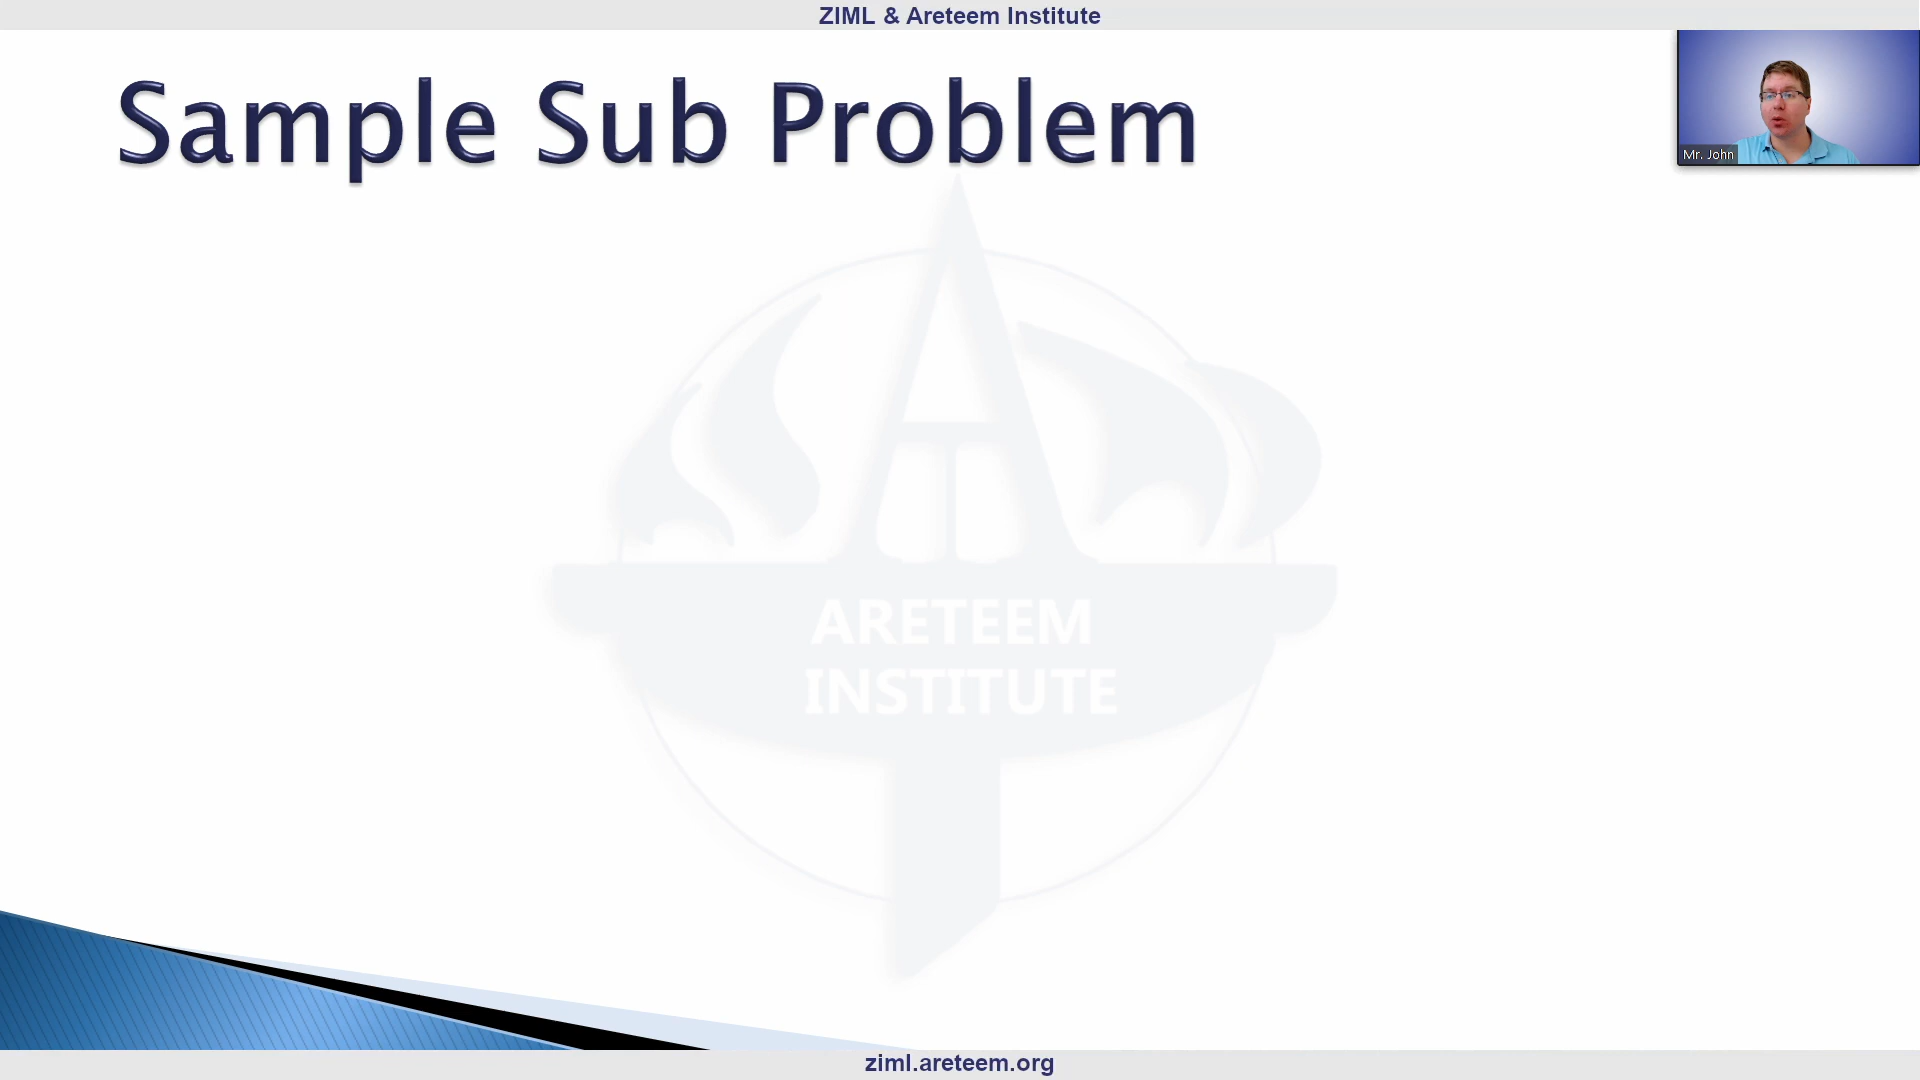 ZIML & Areteem Institute
Sample Sub Problem
Mr. John
ARETEEM
INSTITUTE
ziml.areteem.org